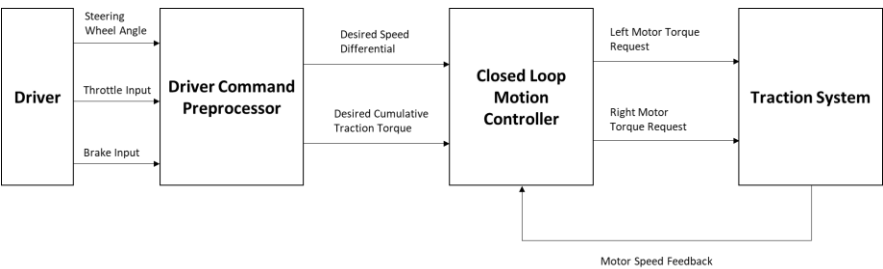 Steering
Wheel Angle
Throttle Input
Brake Input
Driver
Driver Command
Preprocessor
Desired Speed
Differential
Desired Cumulative
Traction Torque
Closed Loop
Motion
Controller
Left Motor Torque
Request
Right Motor
Torque Request
Traction System
Motor Speed Feedback